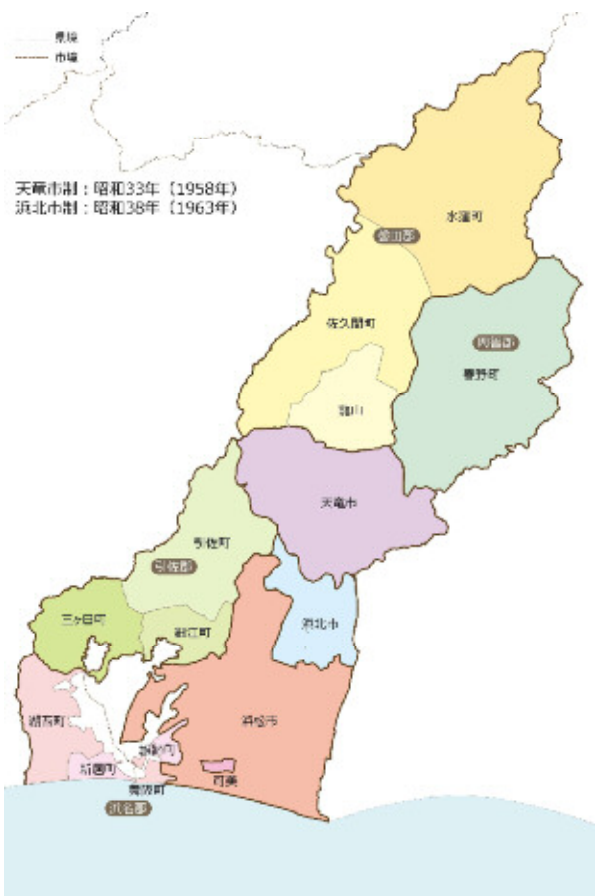 県境
市境
天竜市制：昭和33年（1958年）
浜北市制：昭和38年（1963年）
水窪町
磐田郡
佐久間町
周智郡
春野町
龍山
天竜市
引佐町
引佐郡
三ヶ日町
細江町
浜北市
湖西町
浜松市
雄踏町
新居町
可美
舞阪町
浜名郡